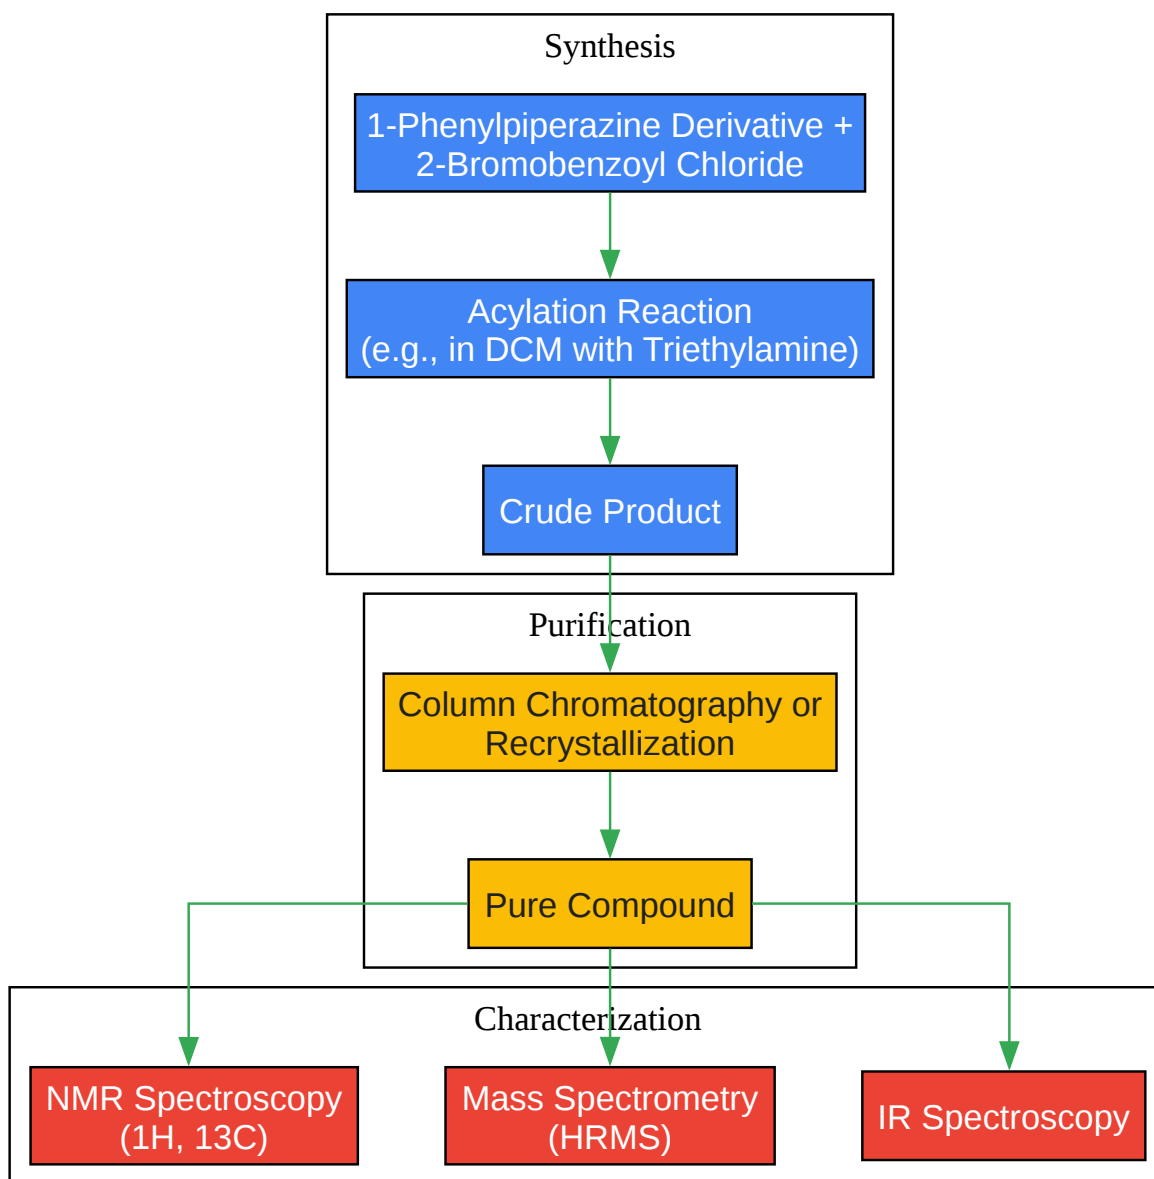 Synthesis
1-Phenylpiperazine Derivative +
2-Bromobenzoyl Chloride
Acylation Reaction
(e.g., in DCM with Triethylamine)
Crude Product
Purification
Column Chromatography or
Recrystallization
Pure Compound
Characterization
NMR Spectroscopy
(1H, 13C)
Mass Spectrometry
(HRMS)
IR Spectroscopy